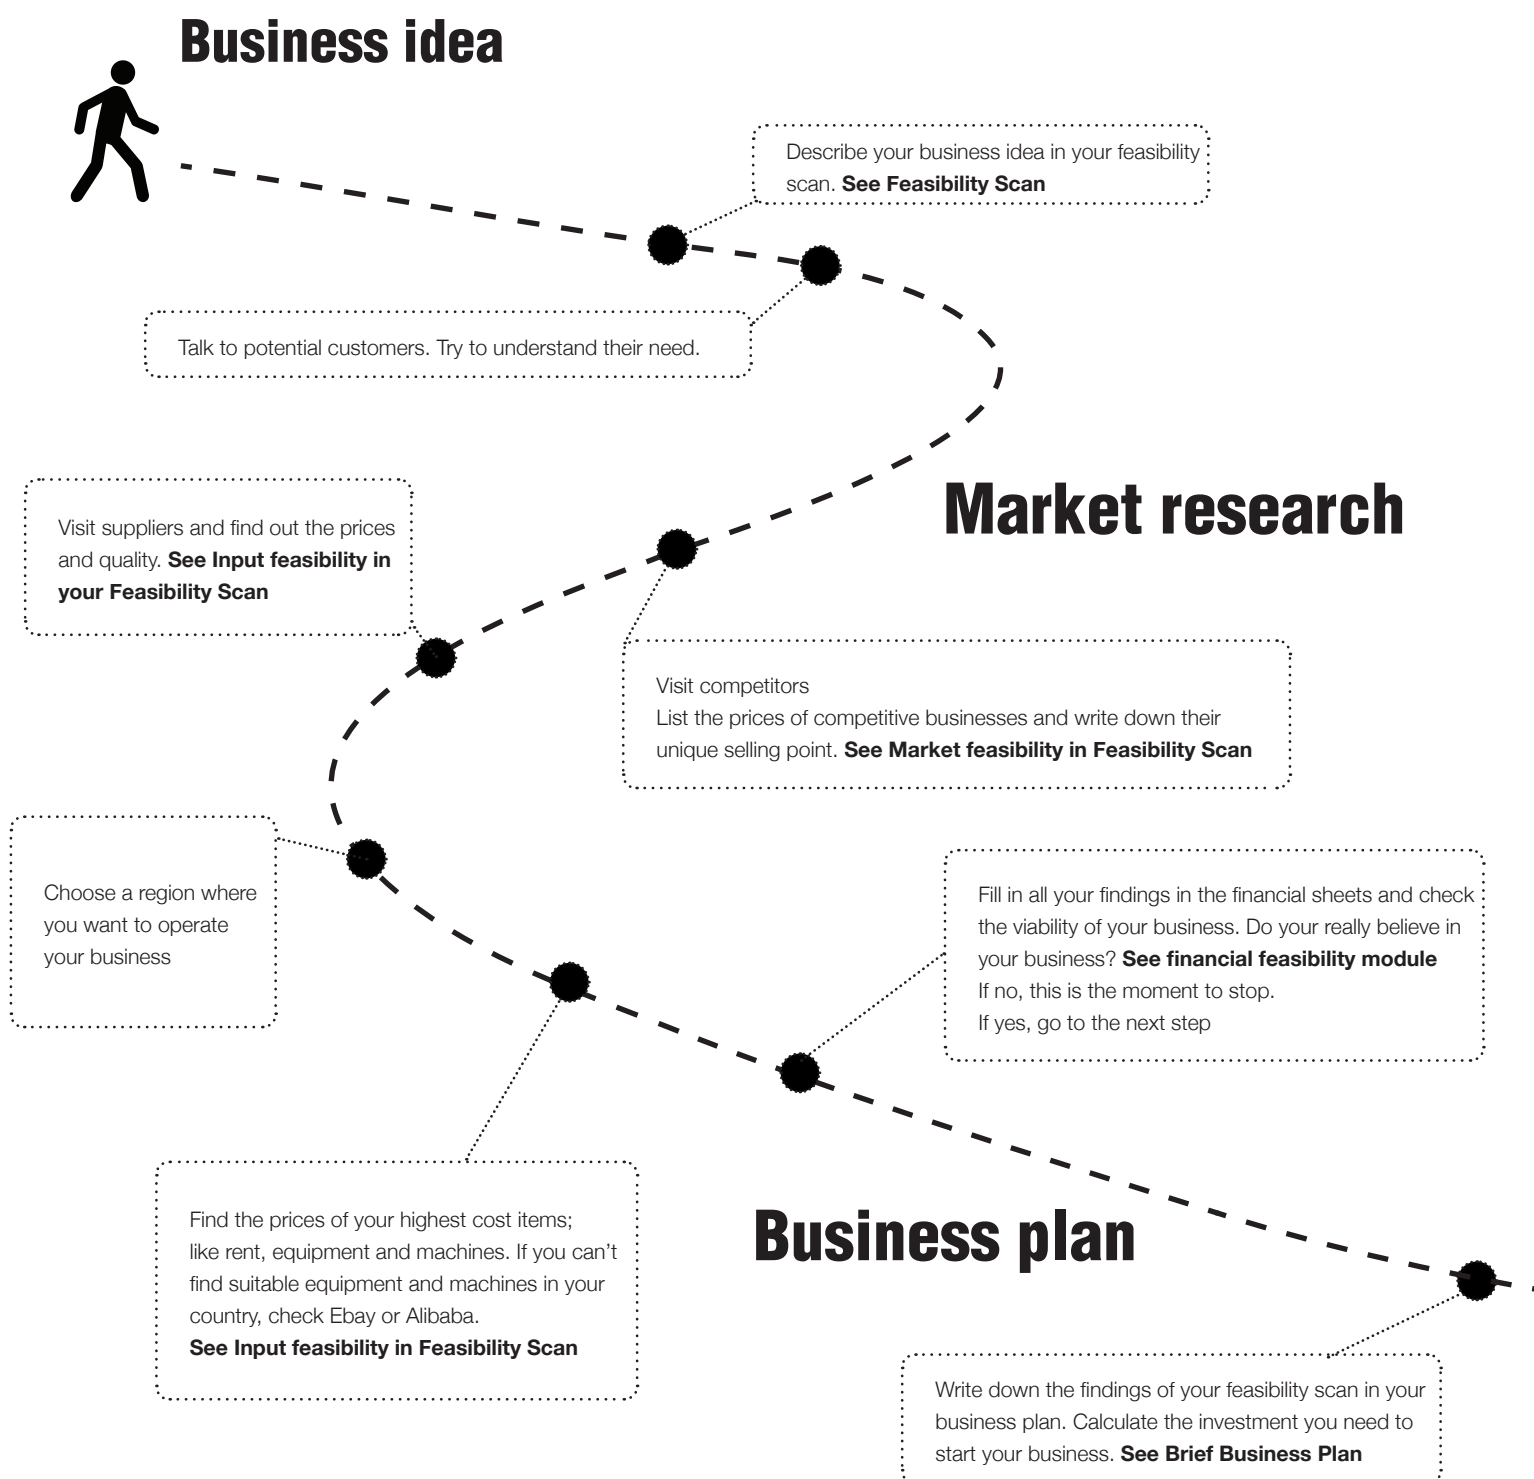 Business idea
Describe your business idea in your feasibility
scan. See Feasibility Scan
Talk to potential customers. Try to understand their need.
Market research
Visit suppliers and find out the prices
and quality. See Input feasibility in
your Feasibility Scan
Visit competitors
List the prices of competitive businesses and write down their
unique selling point. See Market feasibility in Feasibility Scan
Choose a region where
you want to operate
your business
Fill in all your findings in the financial sheets and check
the viability of your business. Do your really believe in
your business? See financial feasibility module
If no, this is the moment to stop.
If yes, go to the next step
Find the prices of your highest cost items;
like rent, equipment and machines. If you can't
find suitable equipment and machines in your
country, check Ebay or Alibaba.
See Input feasibility in Feasibility Scan
Business plan
Write down the findings of your feasibility scan in your
business plan. Calculate the investment you need to
start your business. See Brief Business Plan